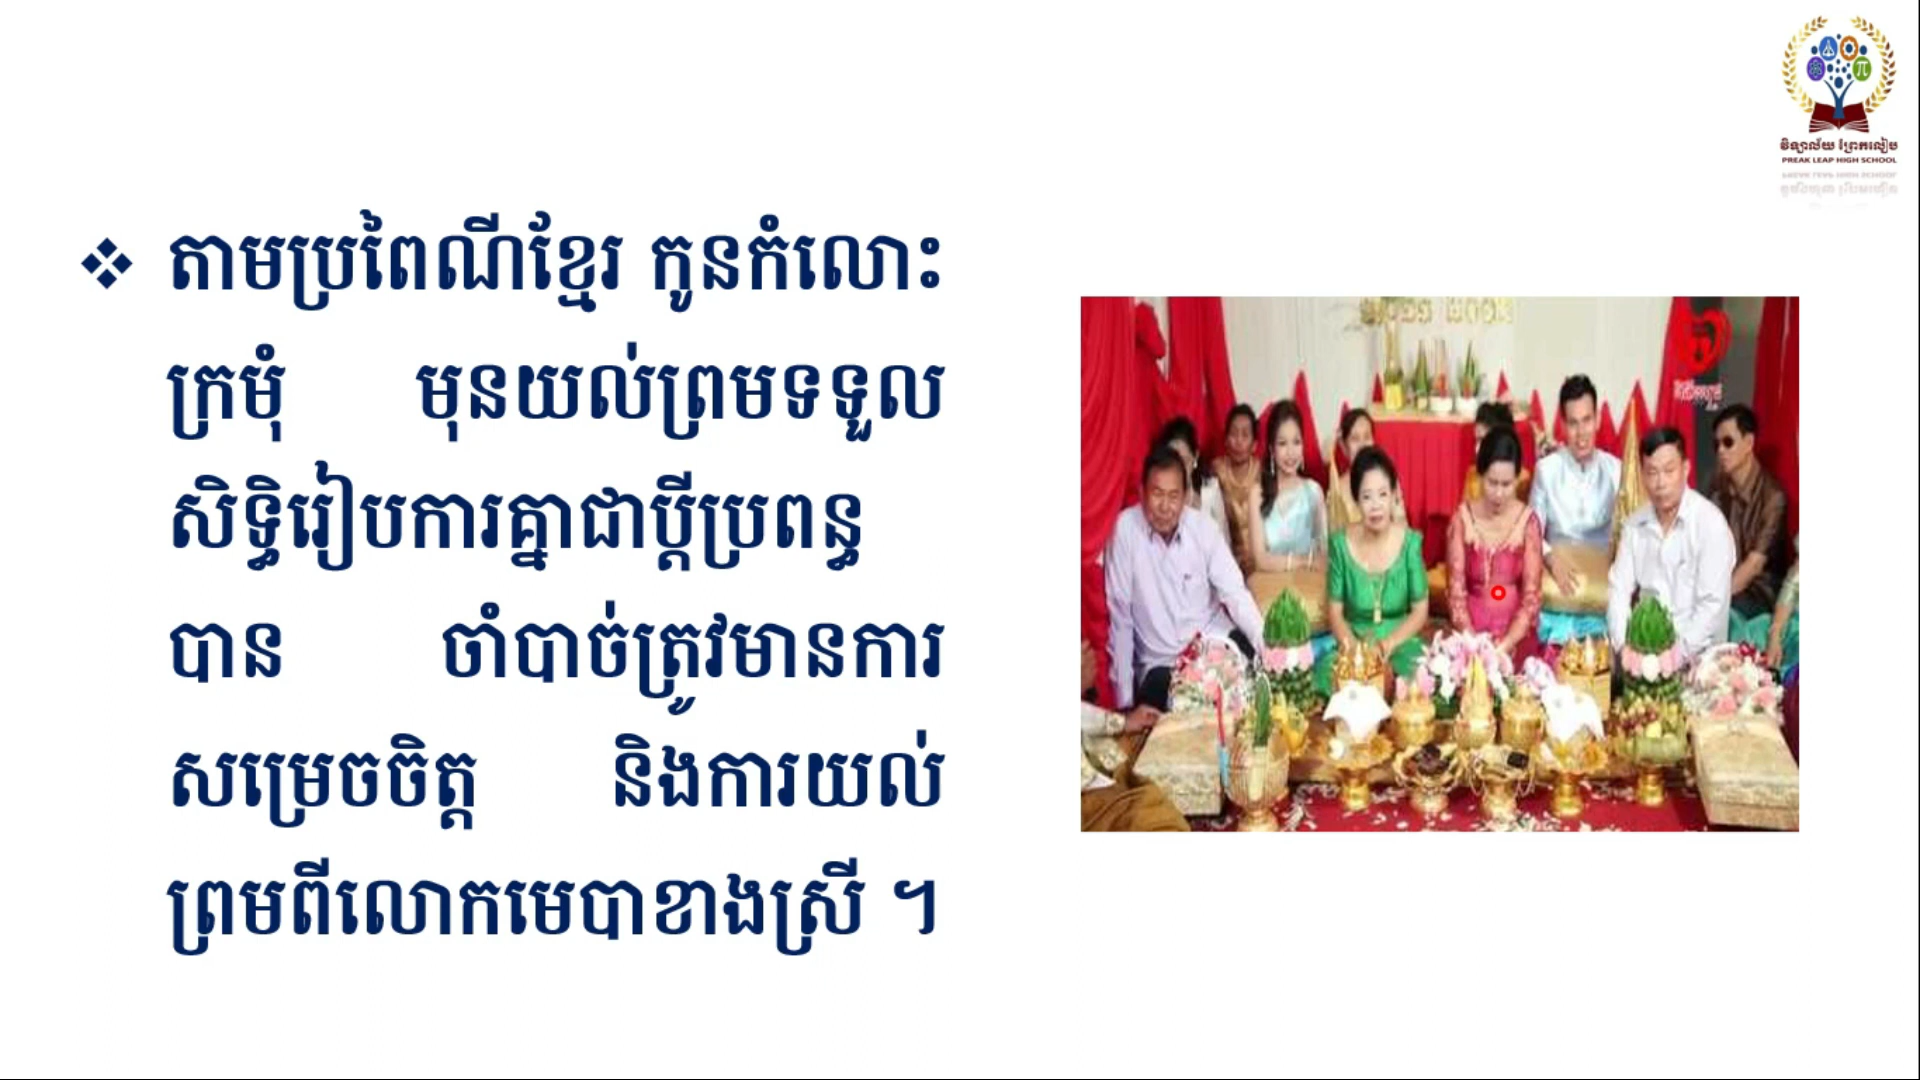 វិទ្យាល័យ ព្រែកលៀប
PREAK LEAP HIGH SCHOOL
❖ តាមប្រពៃណីខ្មែរ កូនកំលោះ
ក្រមុំ មុនយល់ព្រមទទួល
សិទ្ធិរៀបការគ្នាជាប្ដីប្រពន្ធ
បាន ចាំបាច់ត្រូវមានការ
សម្រេចចិត្ត និងការយល់
ព្រមពីលោកមេបាខាងស្រី ។